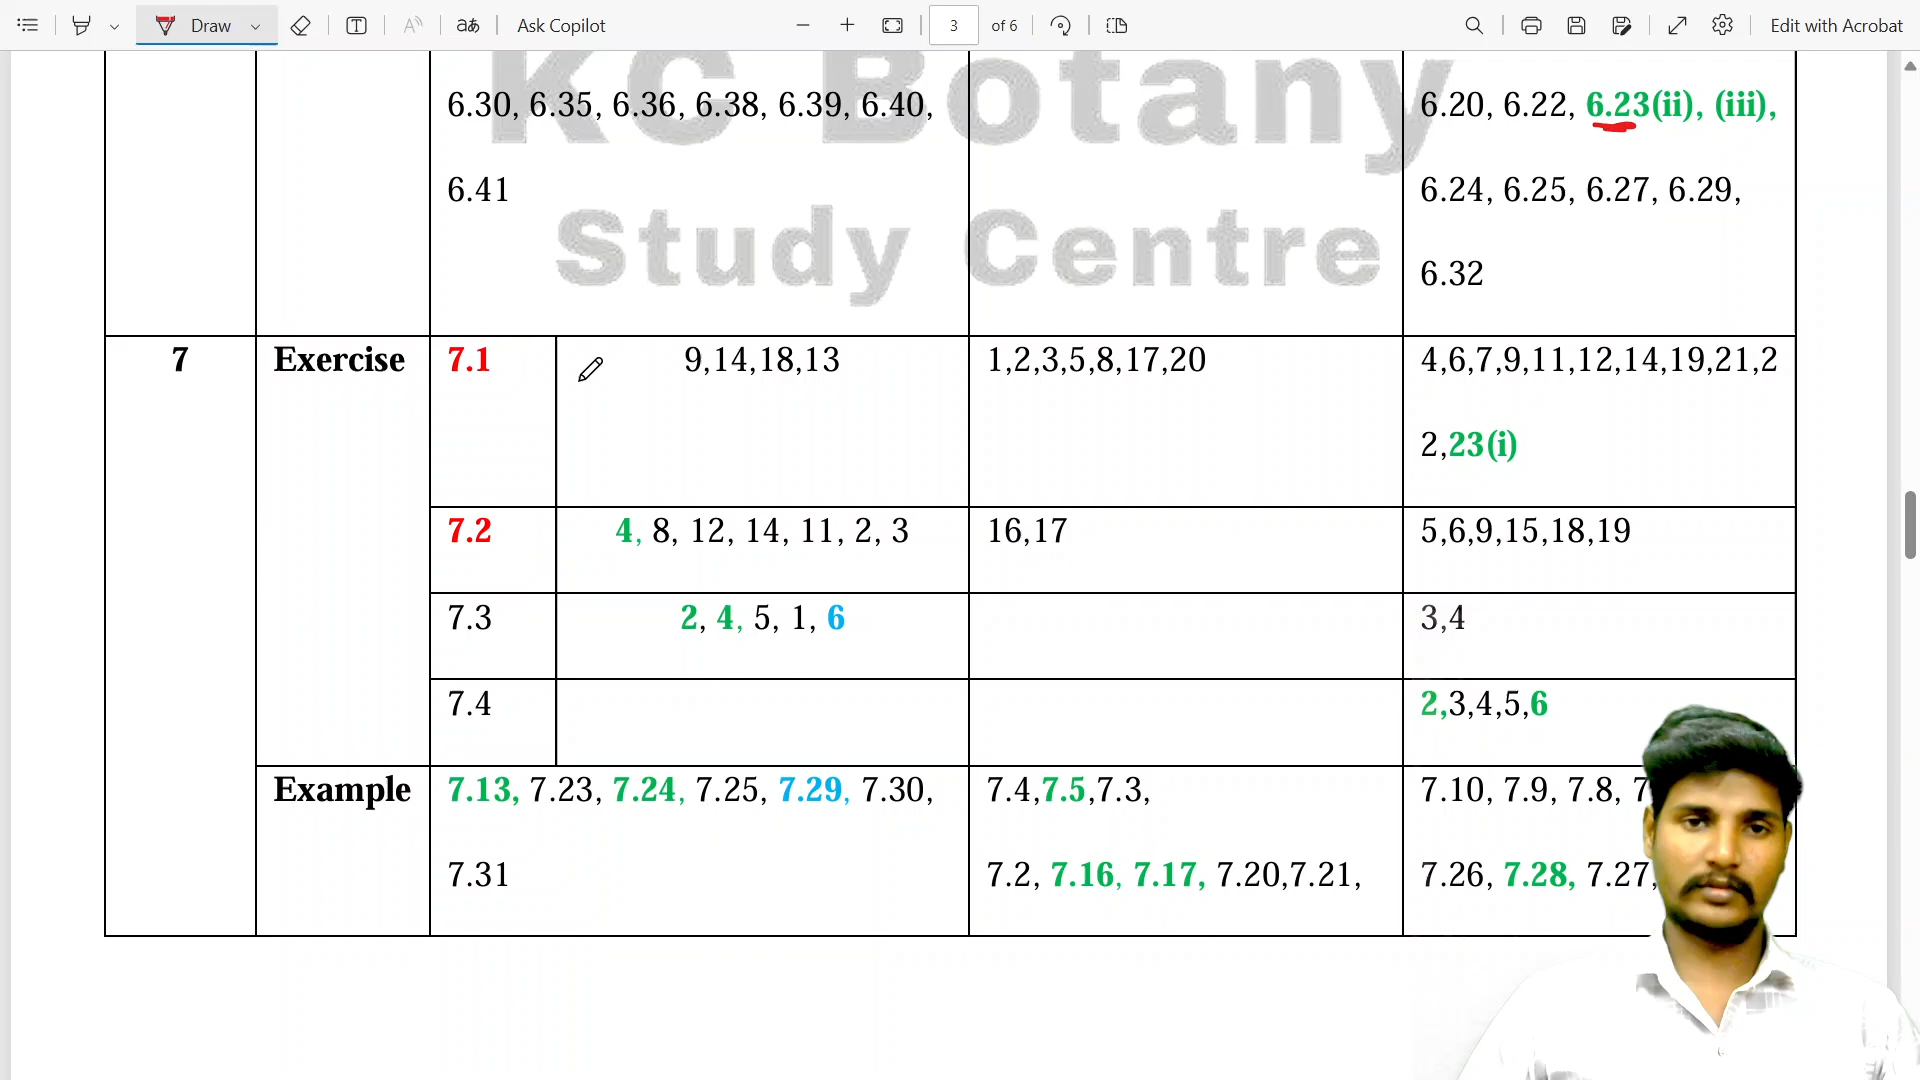 Draw
Ask Copilot
3 of 6
Edit with Acrobat
KC Botany
Study Centre
6.30, 6.35, 6.36, 6.38, 6.39, 6.40,
6.41
6.20, 6.22, 6.23(ii), (iii),
6.24, 6.25, 6.27, 6.29,
6.32
7
Exercise
7.1
9,14,18,13
1,2,3,5,8,17,20
4,6,7,9,11,12,14,19,21,2
2,23(i)
7.2
4, 8, 12, 14, 11, 2, 3
16,17
5,6,9,15,18,19
7.3
2, 4, 5, 1, 6
3,4
7.4
2,3,4,5,6
Example
7.13, 7.23, 7.24, 7.25, 7.29, 7.30,
7.31
7.4,7.5,7.3,
7.2, 7.16, 7.17, 7.20,7.21,
7.10, 7.9, 7.8,
7.26, 7.28, 7.27,